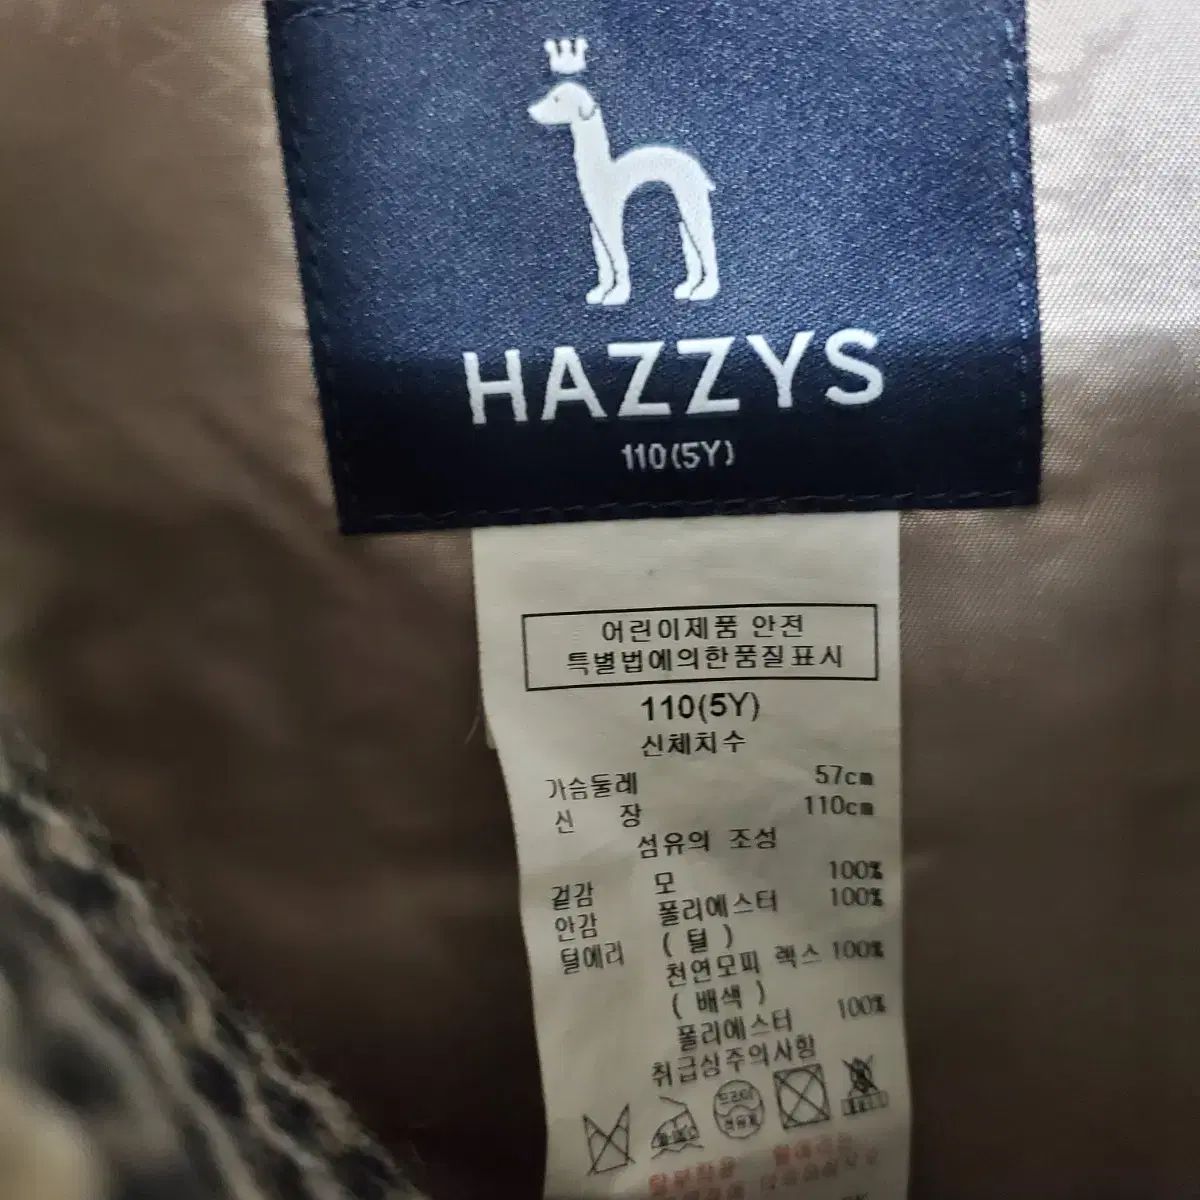 HAZZYS
110(5Y)
어린이제품 안전
특별법에의한품질표시
110(5Y)
신체치수
가슴둘레 57cm
신 장 110cm
섬유의 조성
겉감 모 100%
안감 폴리에스터 100%
털에리 ( 털 )
천연모피 렉스 100%
( 배색 )
폴리에스터 100%
취급상주의사항
드라이